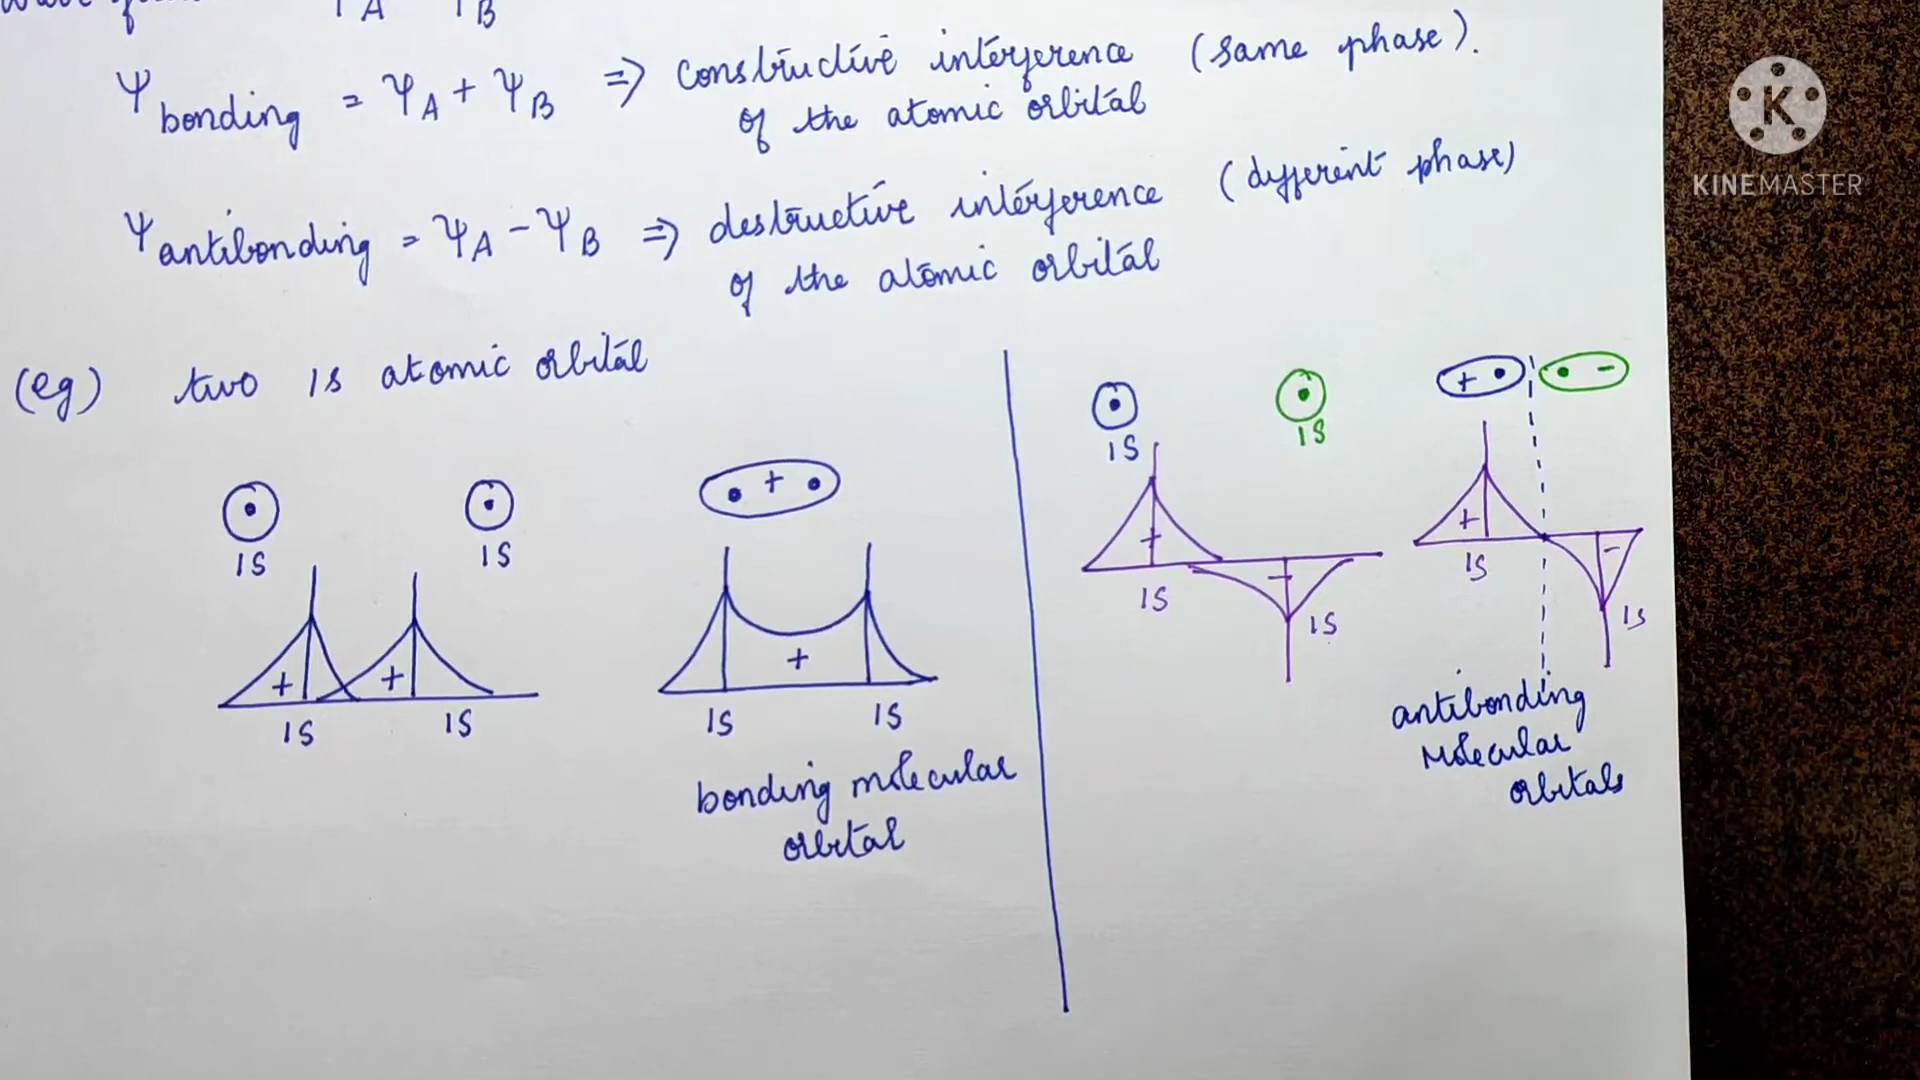 ΨA ΨB
Ψbonding = ΨA + ΨB => constructive interference (same phase).
of the atomic orbital
Ψantibonding = ΨA - ΨB => destructive interference (different phase)
of the atomic orbital
(eg) two 1s atomic orbital
1S 1S
+ +
1S 1S
+
+
1S 1S
bonding molecular
orbital
1S 1S
+ -
1S 1S
+ -
+ -
1S 1S
antibonding
Molecular
orbitals
K
KINEMASTER